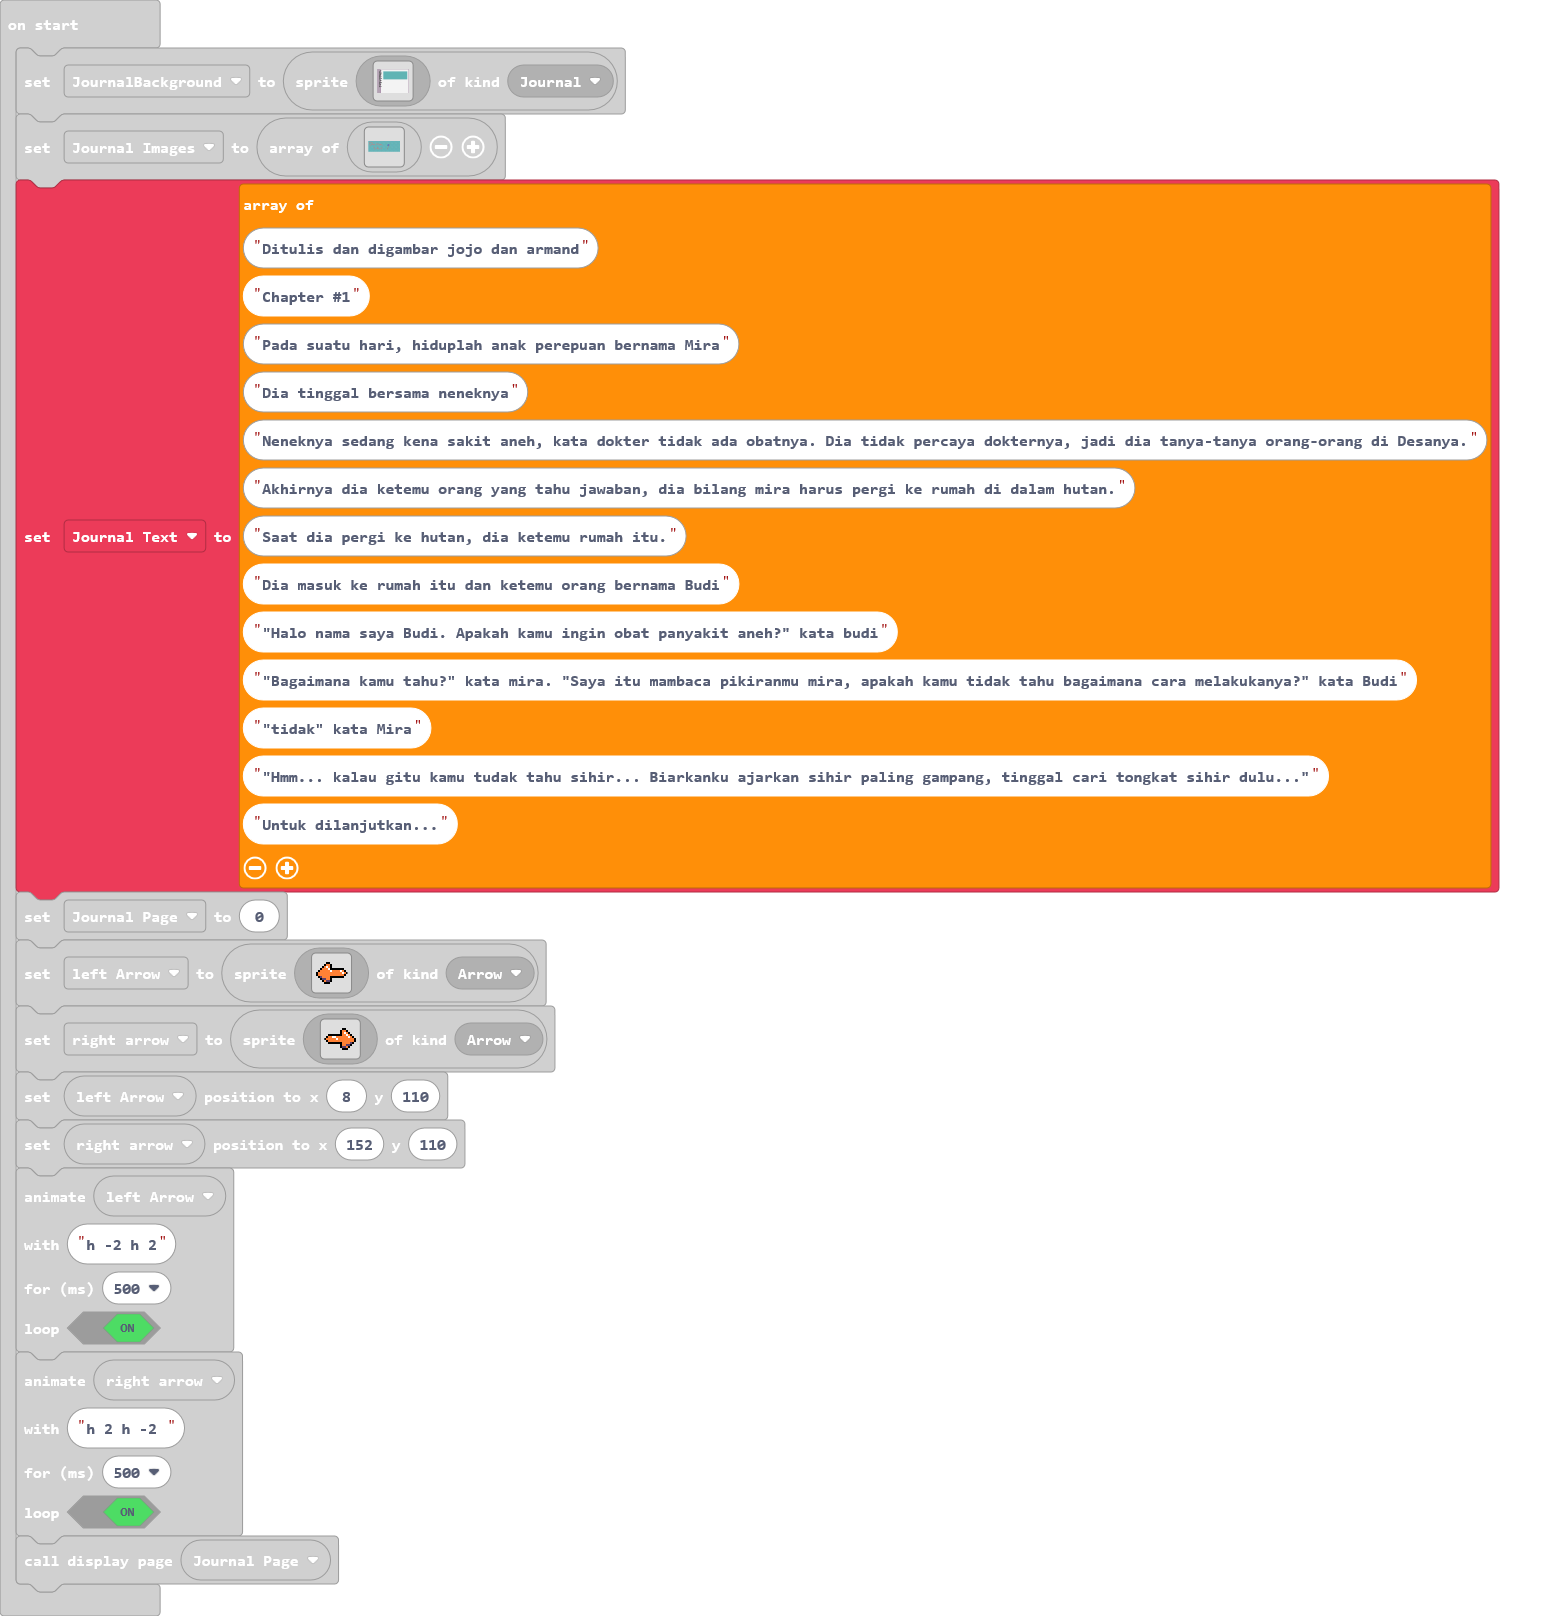 on start
set JournalBackground to sprite of kind Journal
set Journal Images to array of
array of
"Ditulis dan digambar jojo dan armand"
"Chapter #1"
"Pada suatu hari, hiduplah anak perepuan bernama Mira"
"Dia tinggal bersama neneknya"
"Neneknya sedang kena sakit aneh, kata dokter tidak ada obatnya. Dia tidak percaya dokternya, jadi dia tanya-tanya orang-orang di Desanya."
"Akhirnya dia ketemu orang yang tahu jawaban, dia bilang mira harus pergi ke rumah di dalam hutan."
set Journal Text to "Saat dia pergi ke hutan, dia ketemu rumah itu."
"Dia masuk ke rumah itu dan ketemu orang bernama Budi"
""Halo nama saya Budi. Apakah kamu ingin obat panyakit aneh?" kata budi"
""Bagaimana kamu tahu?" kata mira. "Saya itu mambaca pikiranmu mira, apakah kamu tidak tahu bagaimana cara melakukanya?" kata Budi"
""tidak" kata Mira"
""Hmm... kalau gitu kamu tudak tahu sihir... Biarkanku ajarkan sihir paling gampang, tinggal cari tongkat sihir dulu...""
"Untuk dilanjutkan..."
set Journal Page to 0
set left Arrow to sprite of kind Arrow
set right arrow to sprite of kind Arrow
set left Arrow position to x 8 y 110
set right arrow position to x 152 y 110
animate left Arrow
with "h -2 h 2"
for (ms) 500
loop ON
animate right arrow
with "h 2 h -2 "
for (ms) 500
loop ON
call display page Journal Page